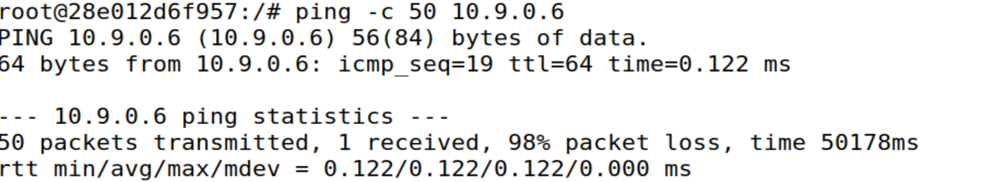 root@28e012d6f957:/# ping -c 50 10.9.0.6
PING 10.9.0.6 (10.9.0.6) 56(84) bytes of data.
64 bytes from 10.9.0.6: icmp_seq=19 ttl=64 time=0.122 ms
--- 10.9.0.6 ping statistics ---
50 packets transmitted, 1 received, 98% packet loss, time 50178ms
rtt min/avg/max/mdev = 0.122/0.122/0.122/0.000 ms